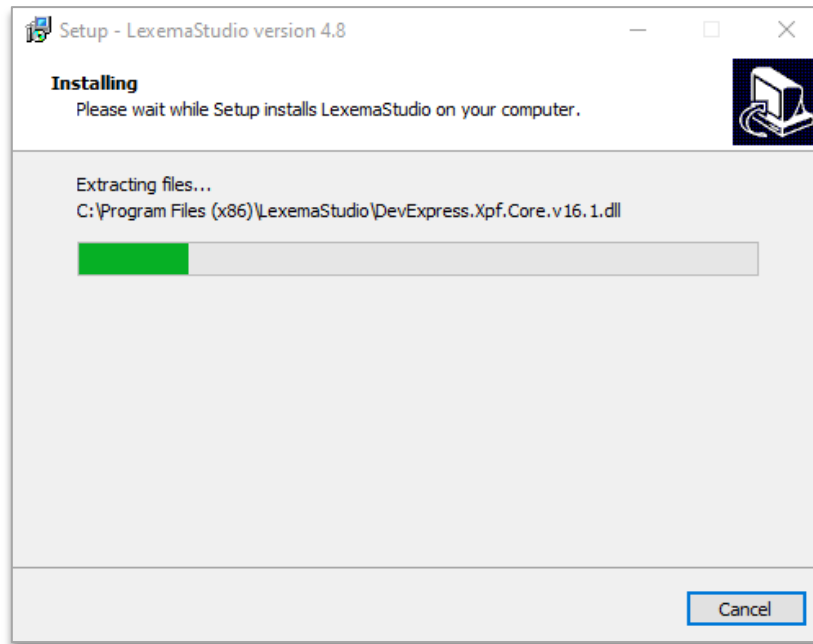 Setup - LexemaStudio version 4.8
Installing
Please wait while Setup installs LexemaStudio on your computer.
Extracting files...
C:\Program Files (x86)\LexemaStudio\DevExpress.Xpf.Core.v16.1.dll
Cancel